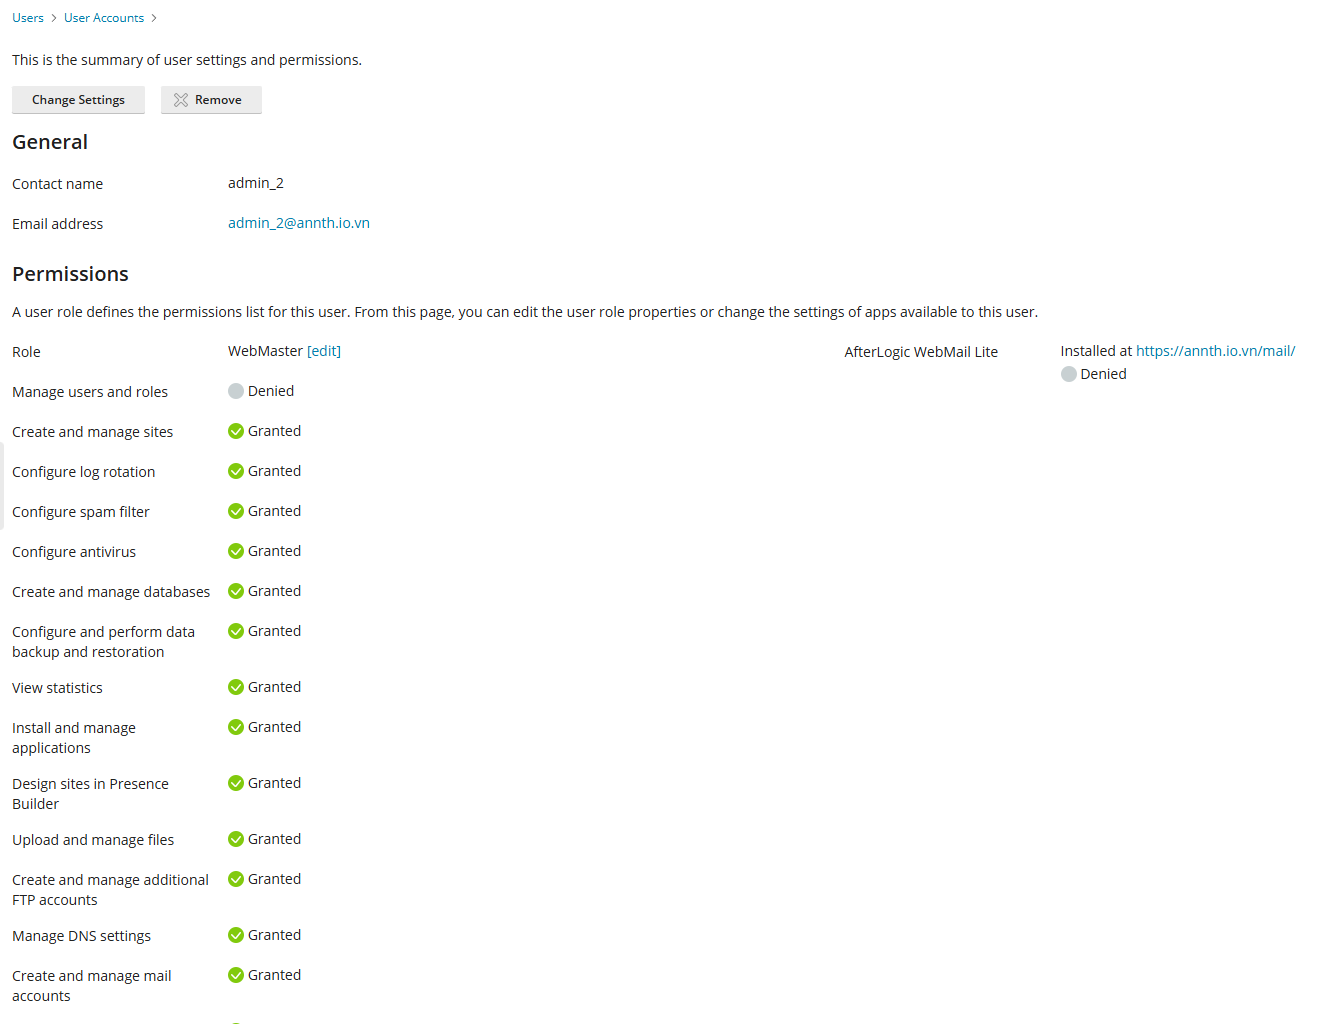 Users > User Accounts >
This is the summary of user settings and permissions.
Change Settings
Remove
General
Contact name admin_2
Email address admin_2@annth.io.vn
Permissions
A user role defines the permissions list for this user. From this page, you can edit the user role properties or change the settings of apps available to this user.
Role WebMaster [edit]
Manage users and roles Denied
Create and manage sites Granted
Configure log rotation Granted
Configure spam filter Granted
Configure antivirus Granted
Create and manage databases Granted
Configure and perform data Granted
backup and restoration
View statistics Granted
Install and manage Granted
applications
Design sites in Presence Granted
Builder
Upload and manage files Granted
Create and manage additional Granted
FTP accounts
Manage DNS settings Granted
Create and manage mail Granted
accounts
AfterLogic WebMail Lite Installed at https://annth.io.vn/mail/
Denied